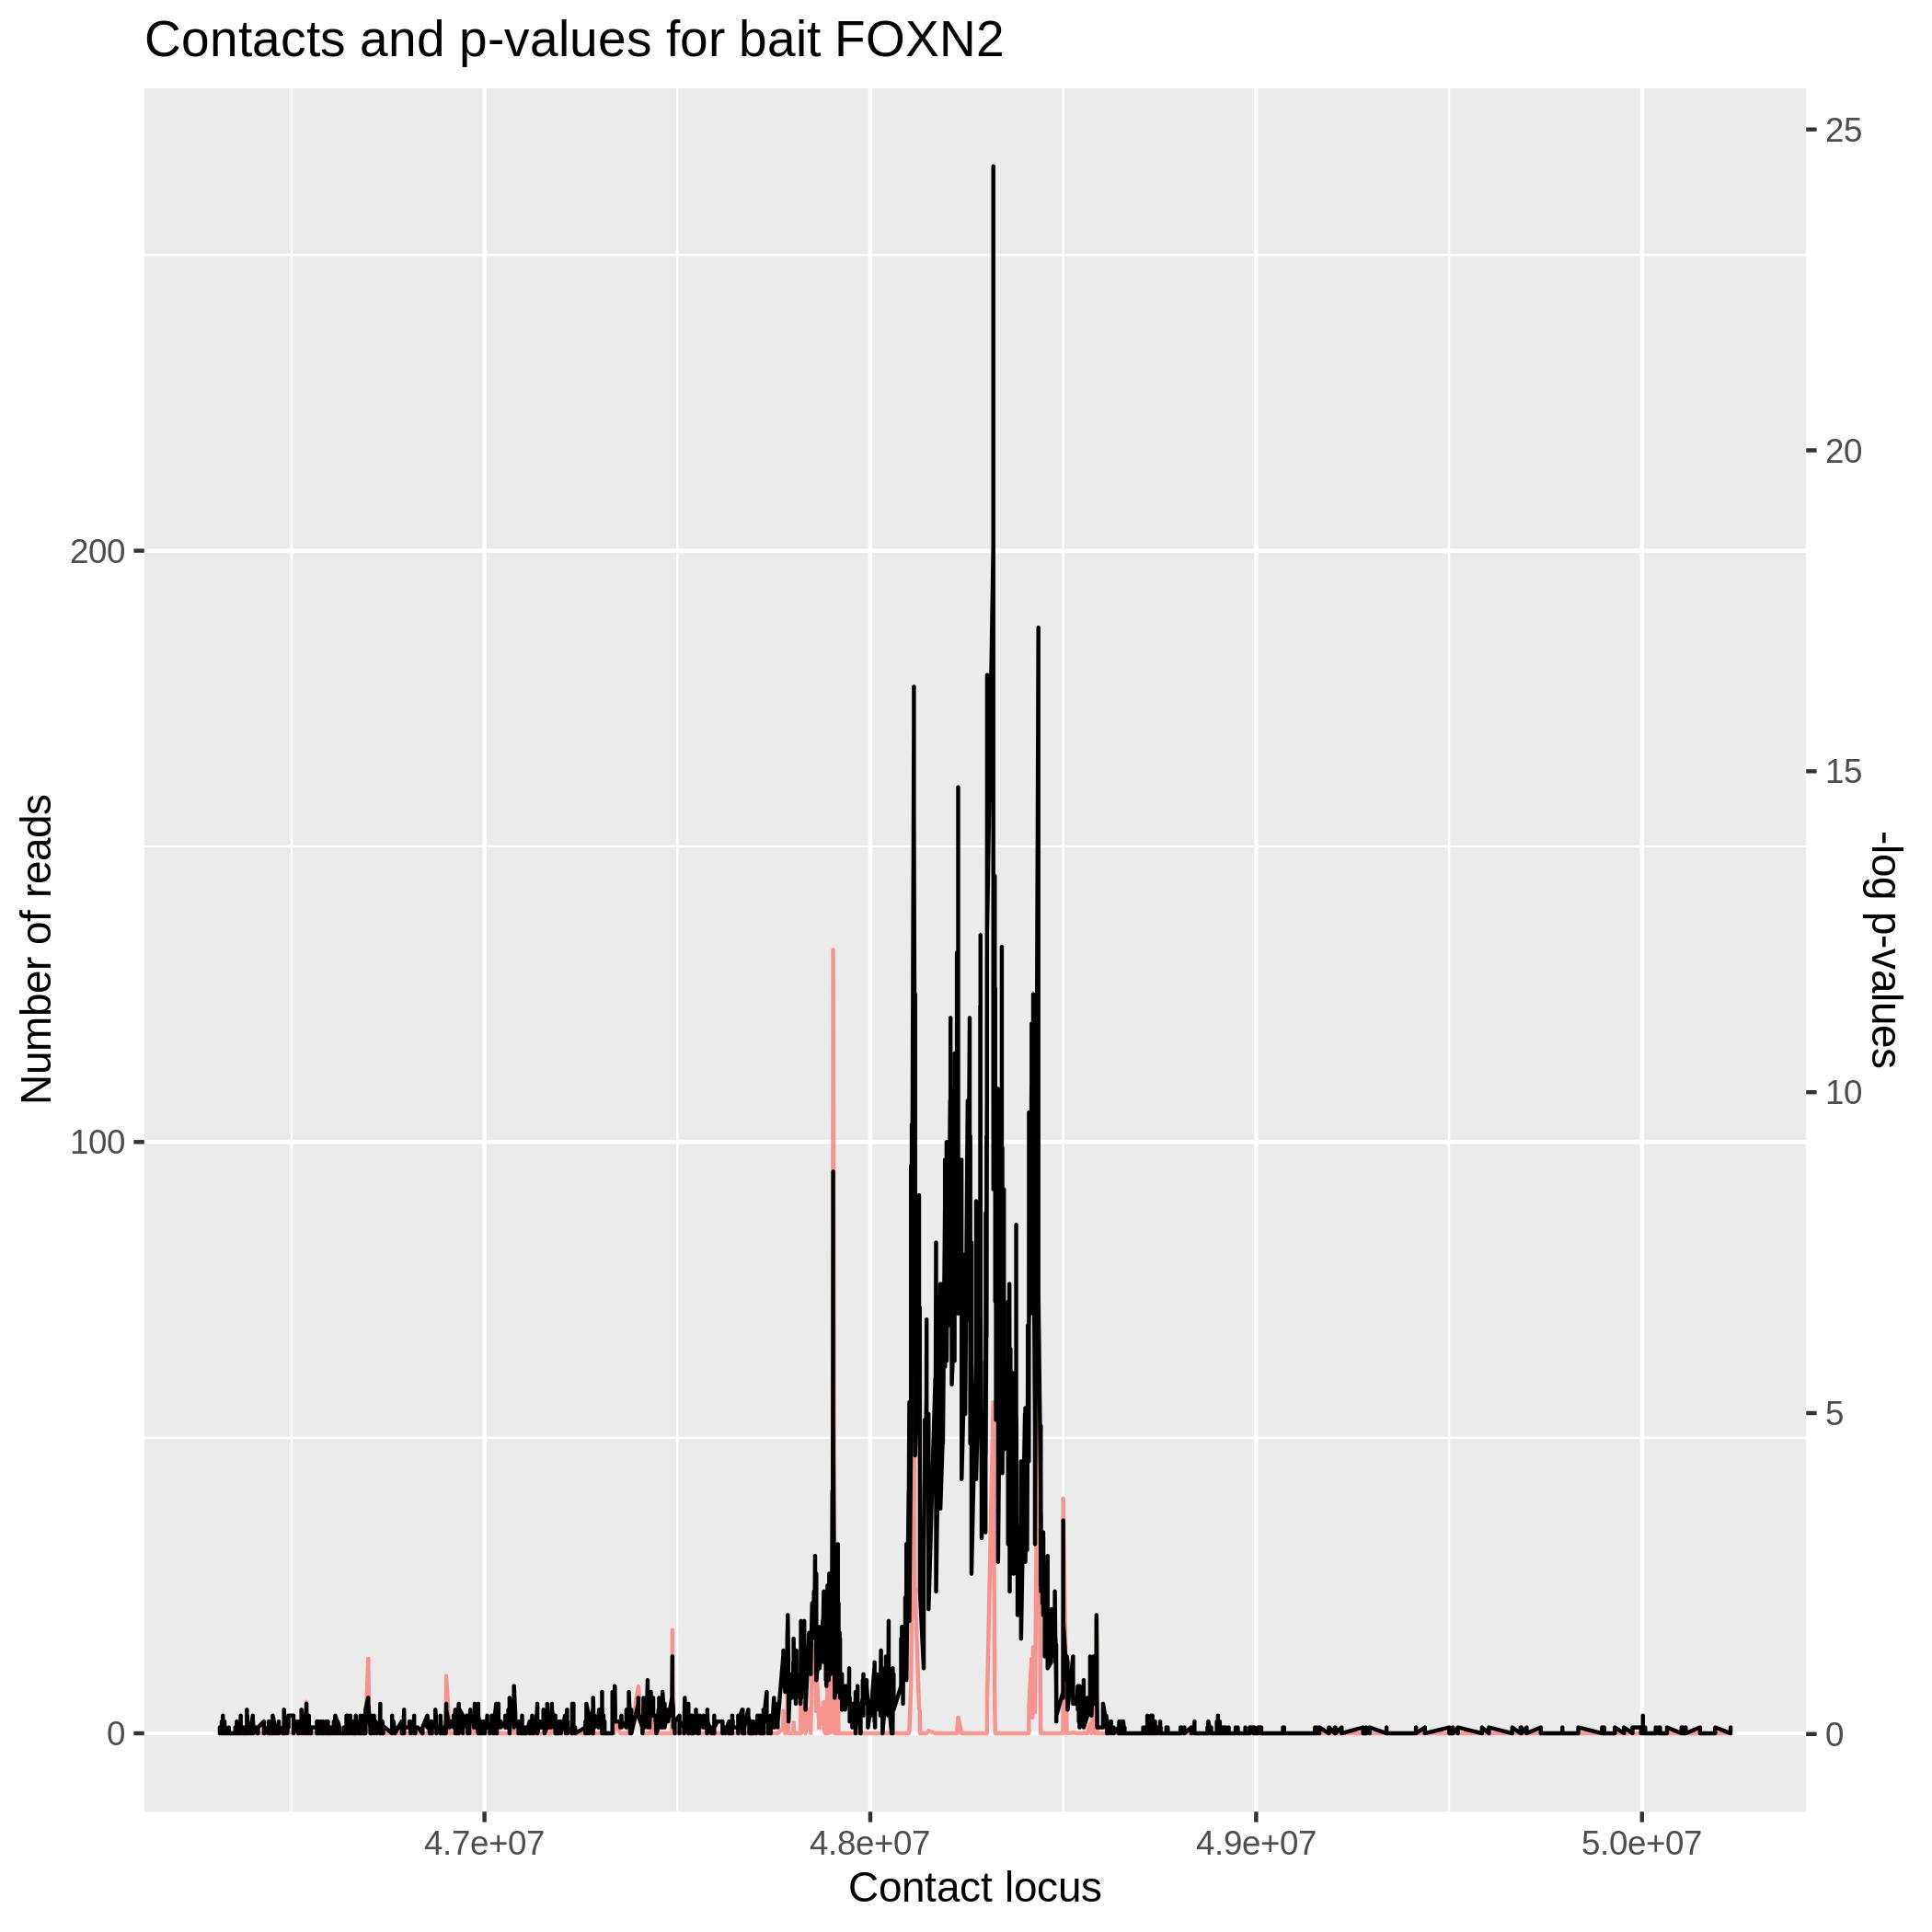 Contacts and p-values for bait FOXN2
Number of reads
200
100
0
25
20
15
10
5
0
-log p-values
4.7e+07
4.8e+07
4.9e+07
5.0e+07
Contact locus